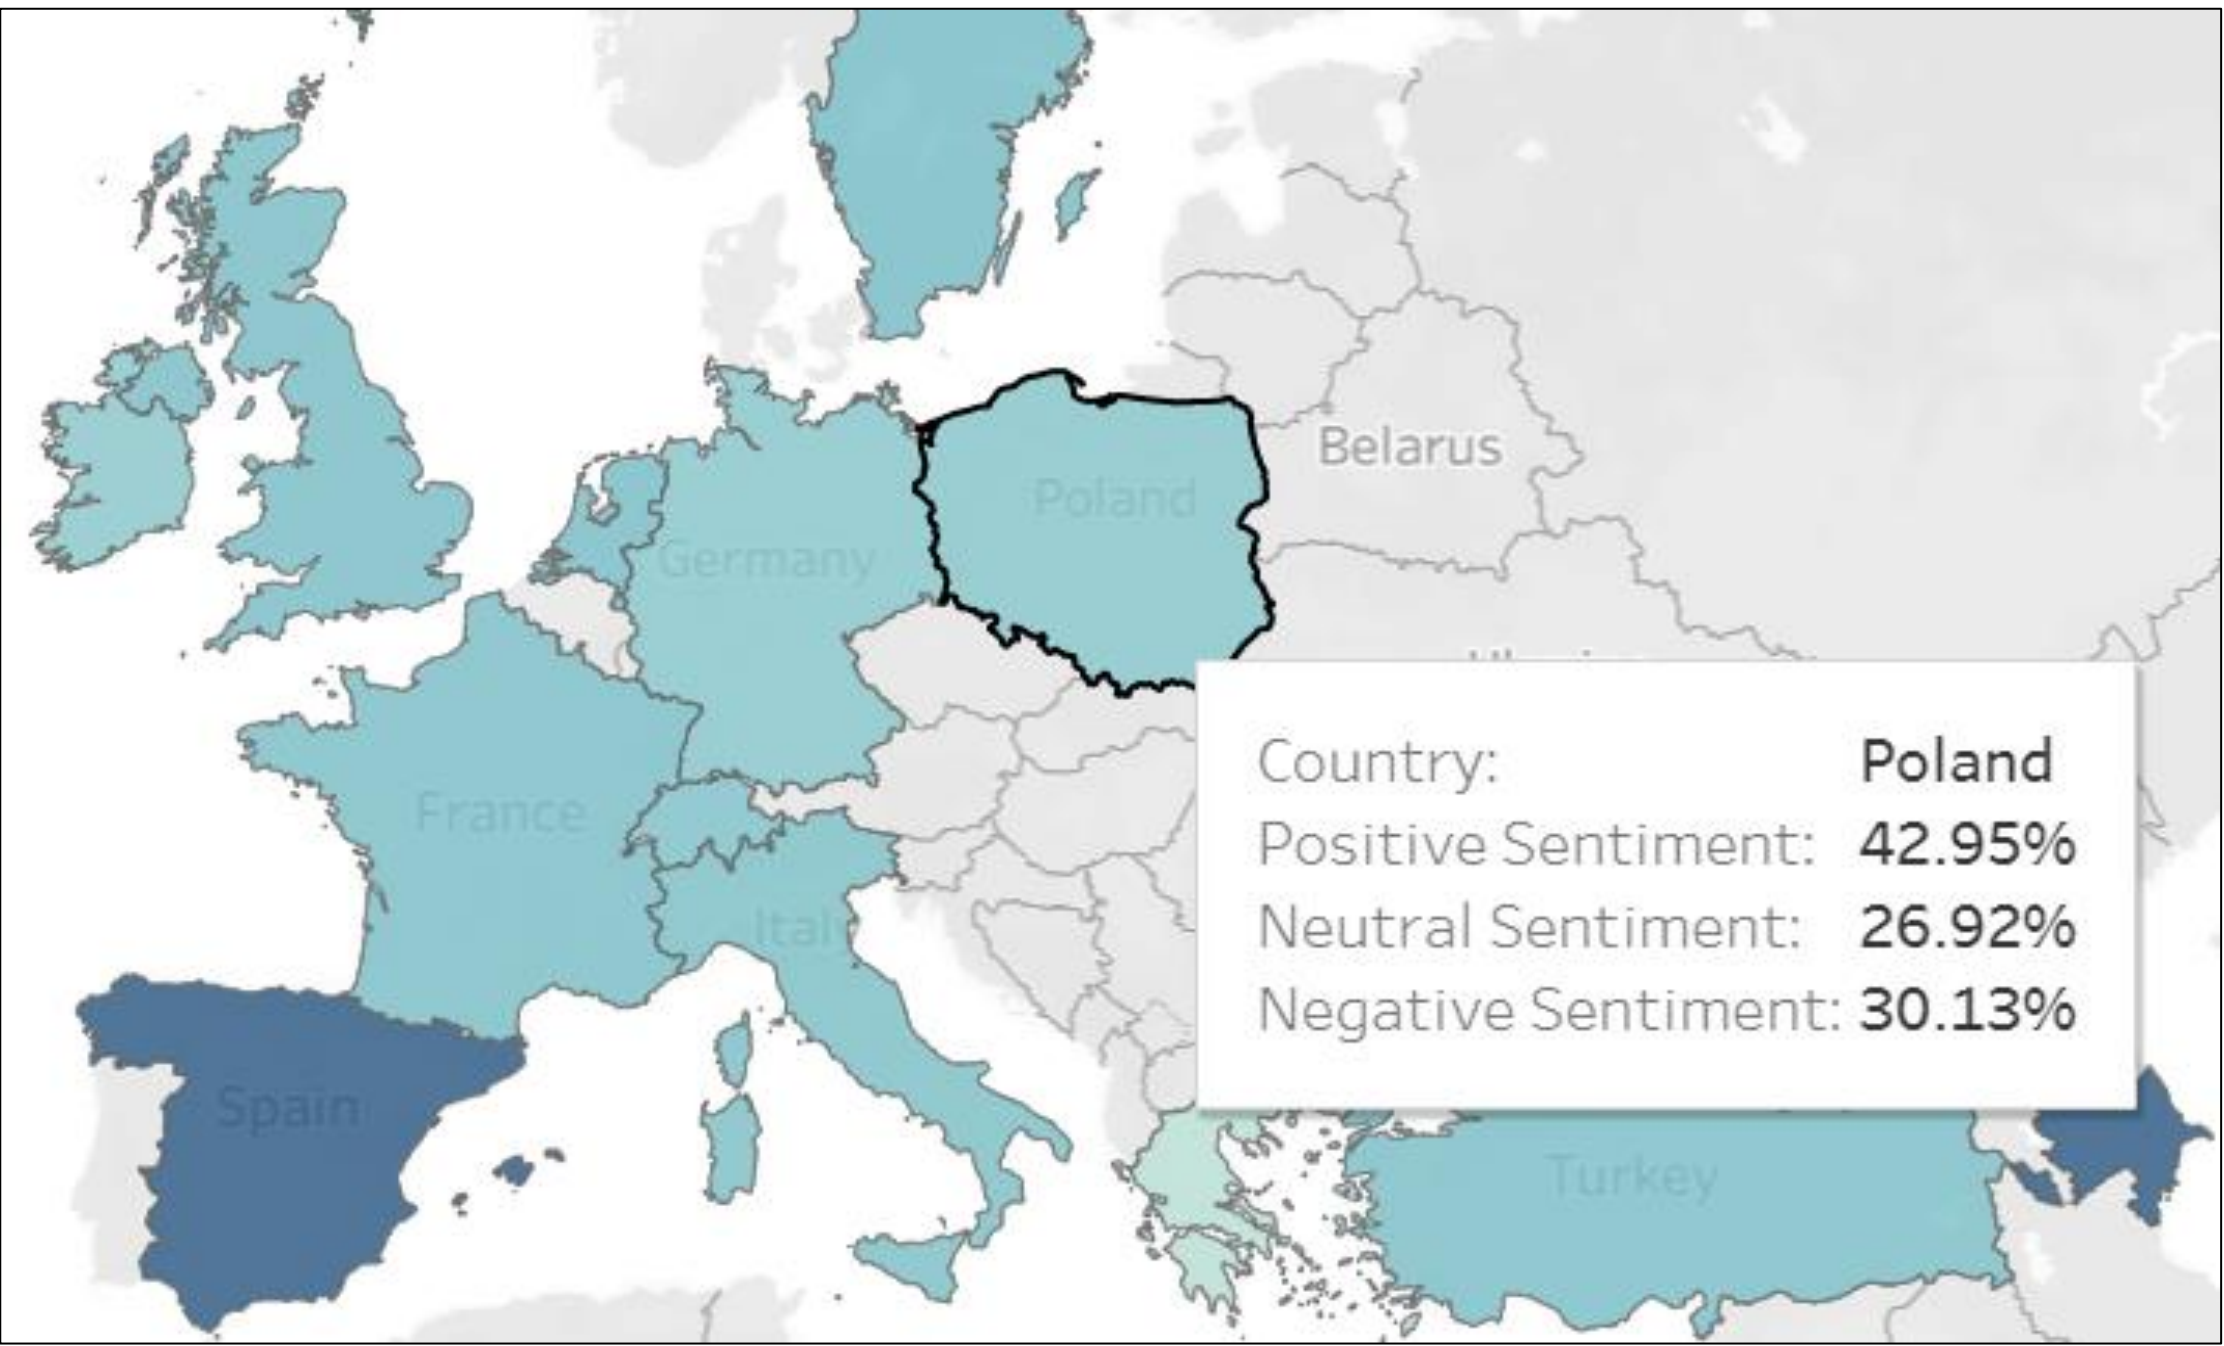 Belarus
Poland
Germany
France
Italy
Spain
Turkey
Country: Poland
Positive Sentiment: 42.95%
Neutral Sentiment: 26.92%
Negative Sentiment: 30.13%